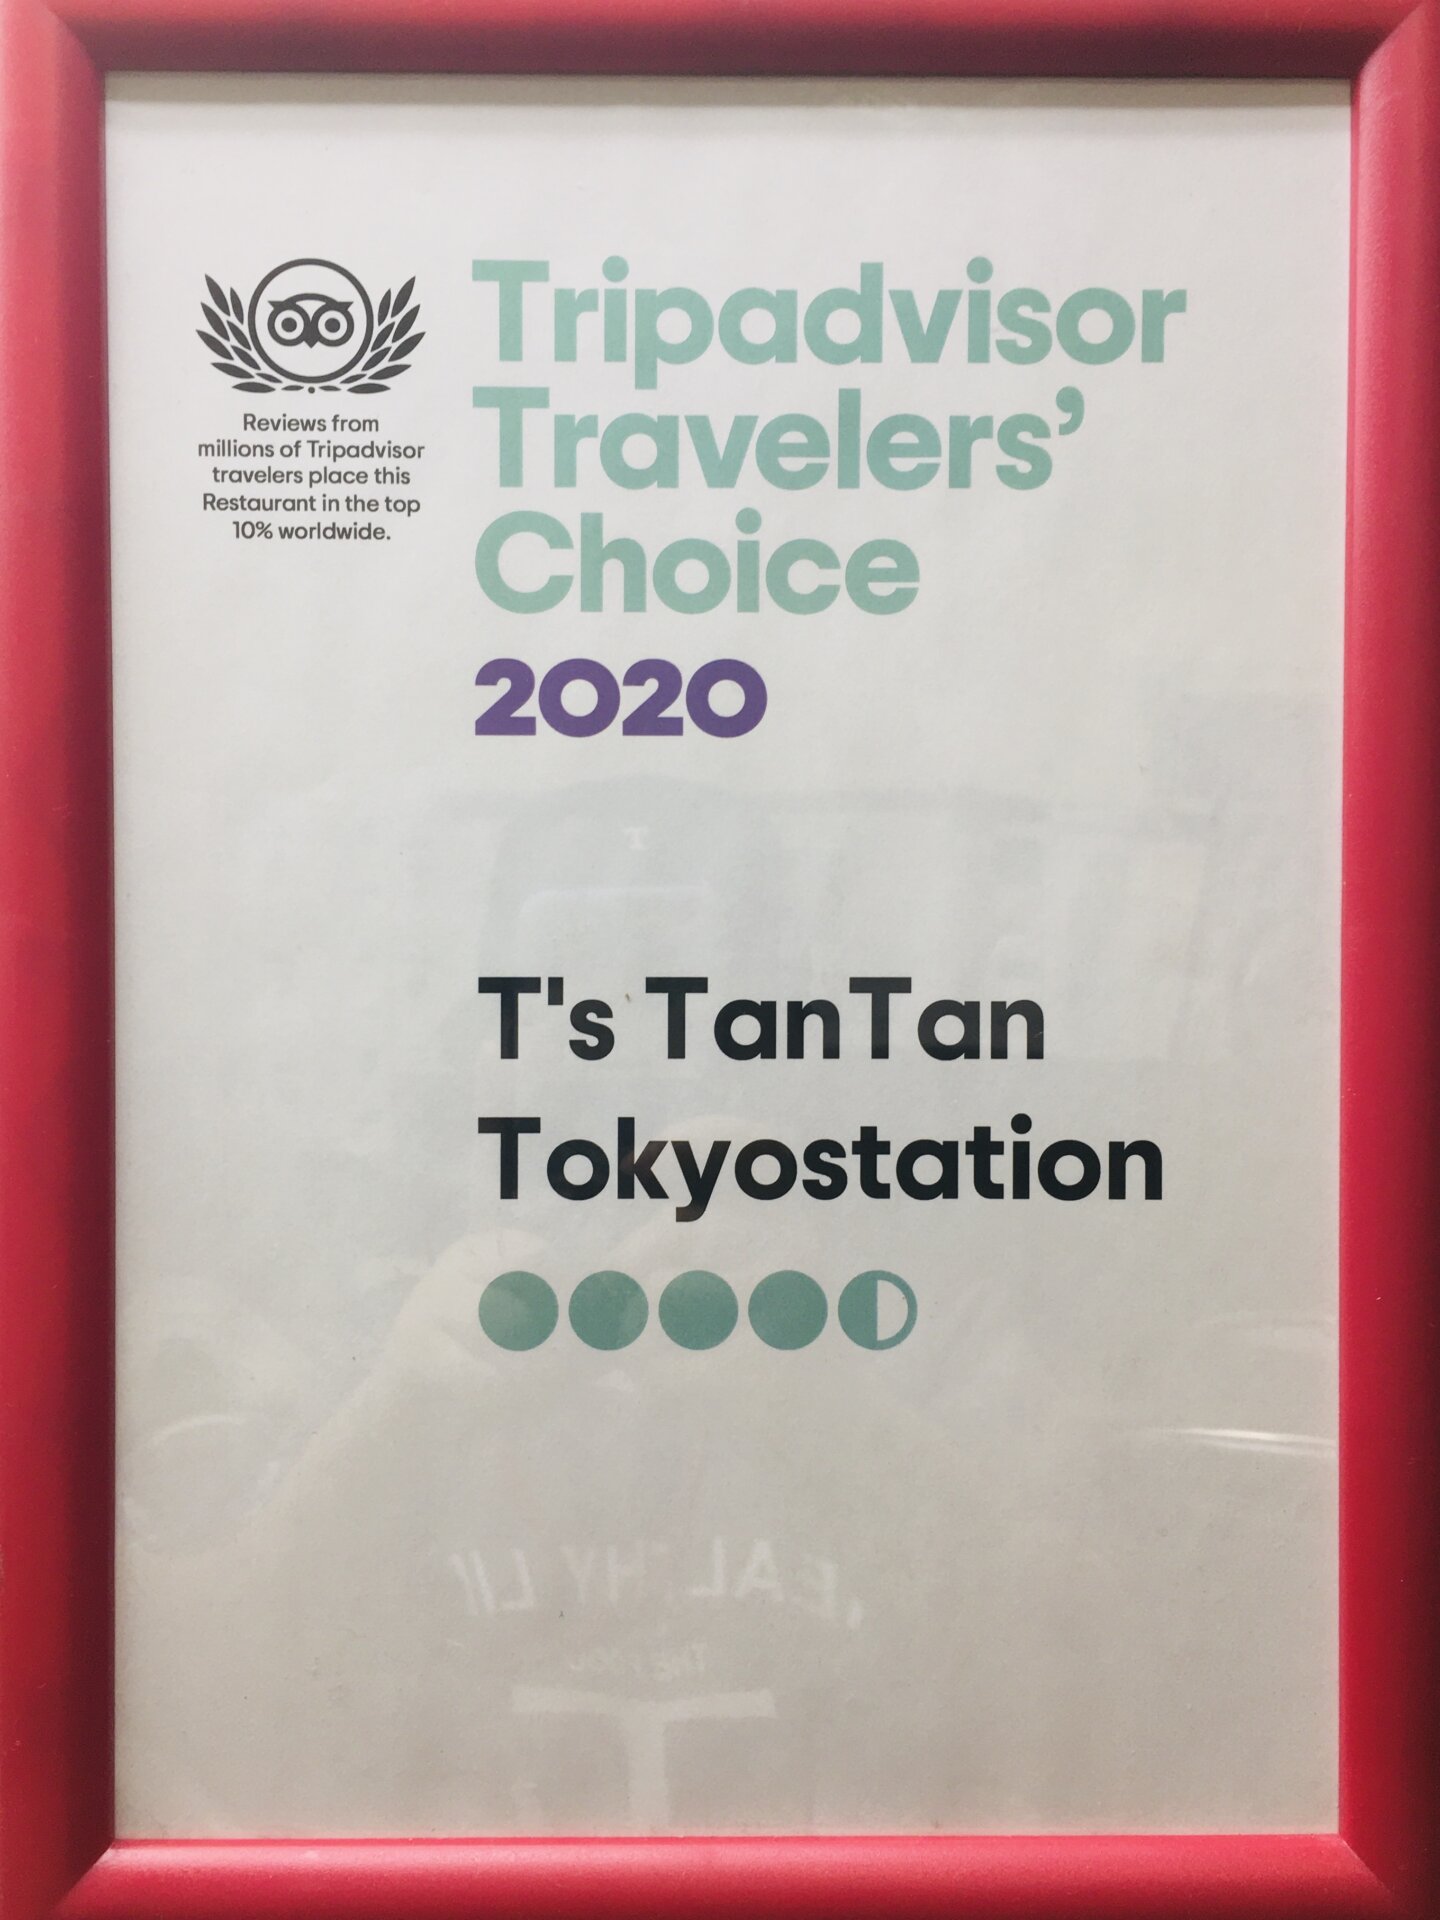 Tripadvisor
Travelers’
Choice
2020
Reviews from
millions of Tripadvisor
travelers place this
Restaurant in the top
10% worldwide.
T's TanTan
Tokyostation